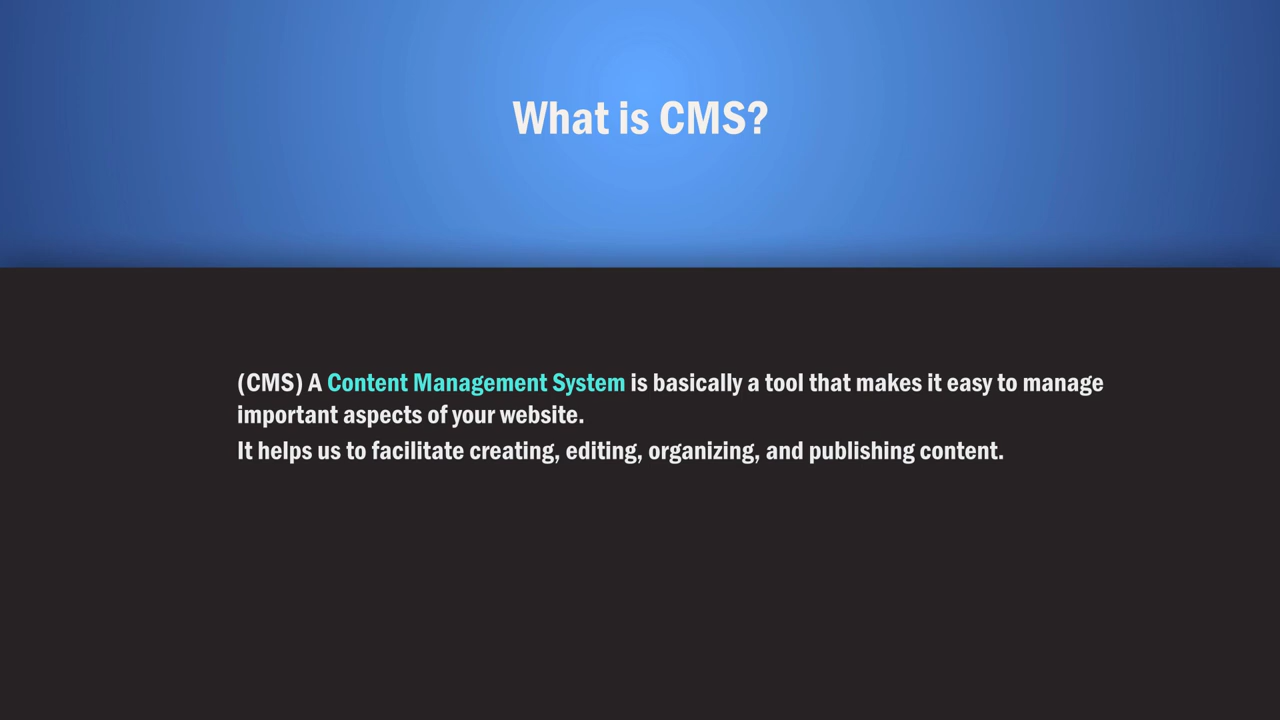 What is CMS?
(CMS) A Content Management System is basically a tool that makes it easy to manage
important aspects of your website.
It helps us to facilitate creating, editing, organizing, and publishing content.